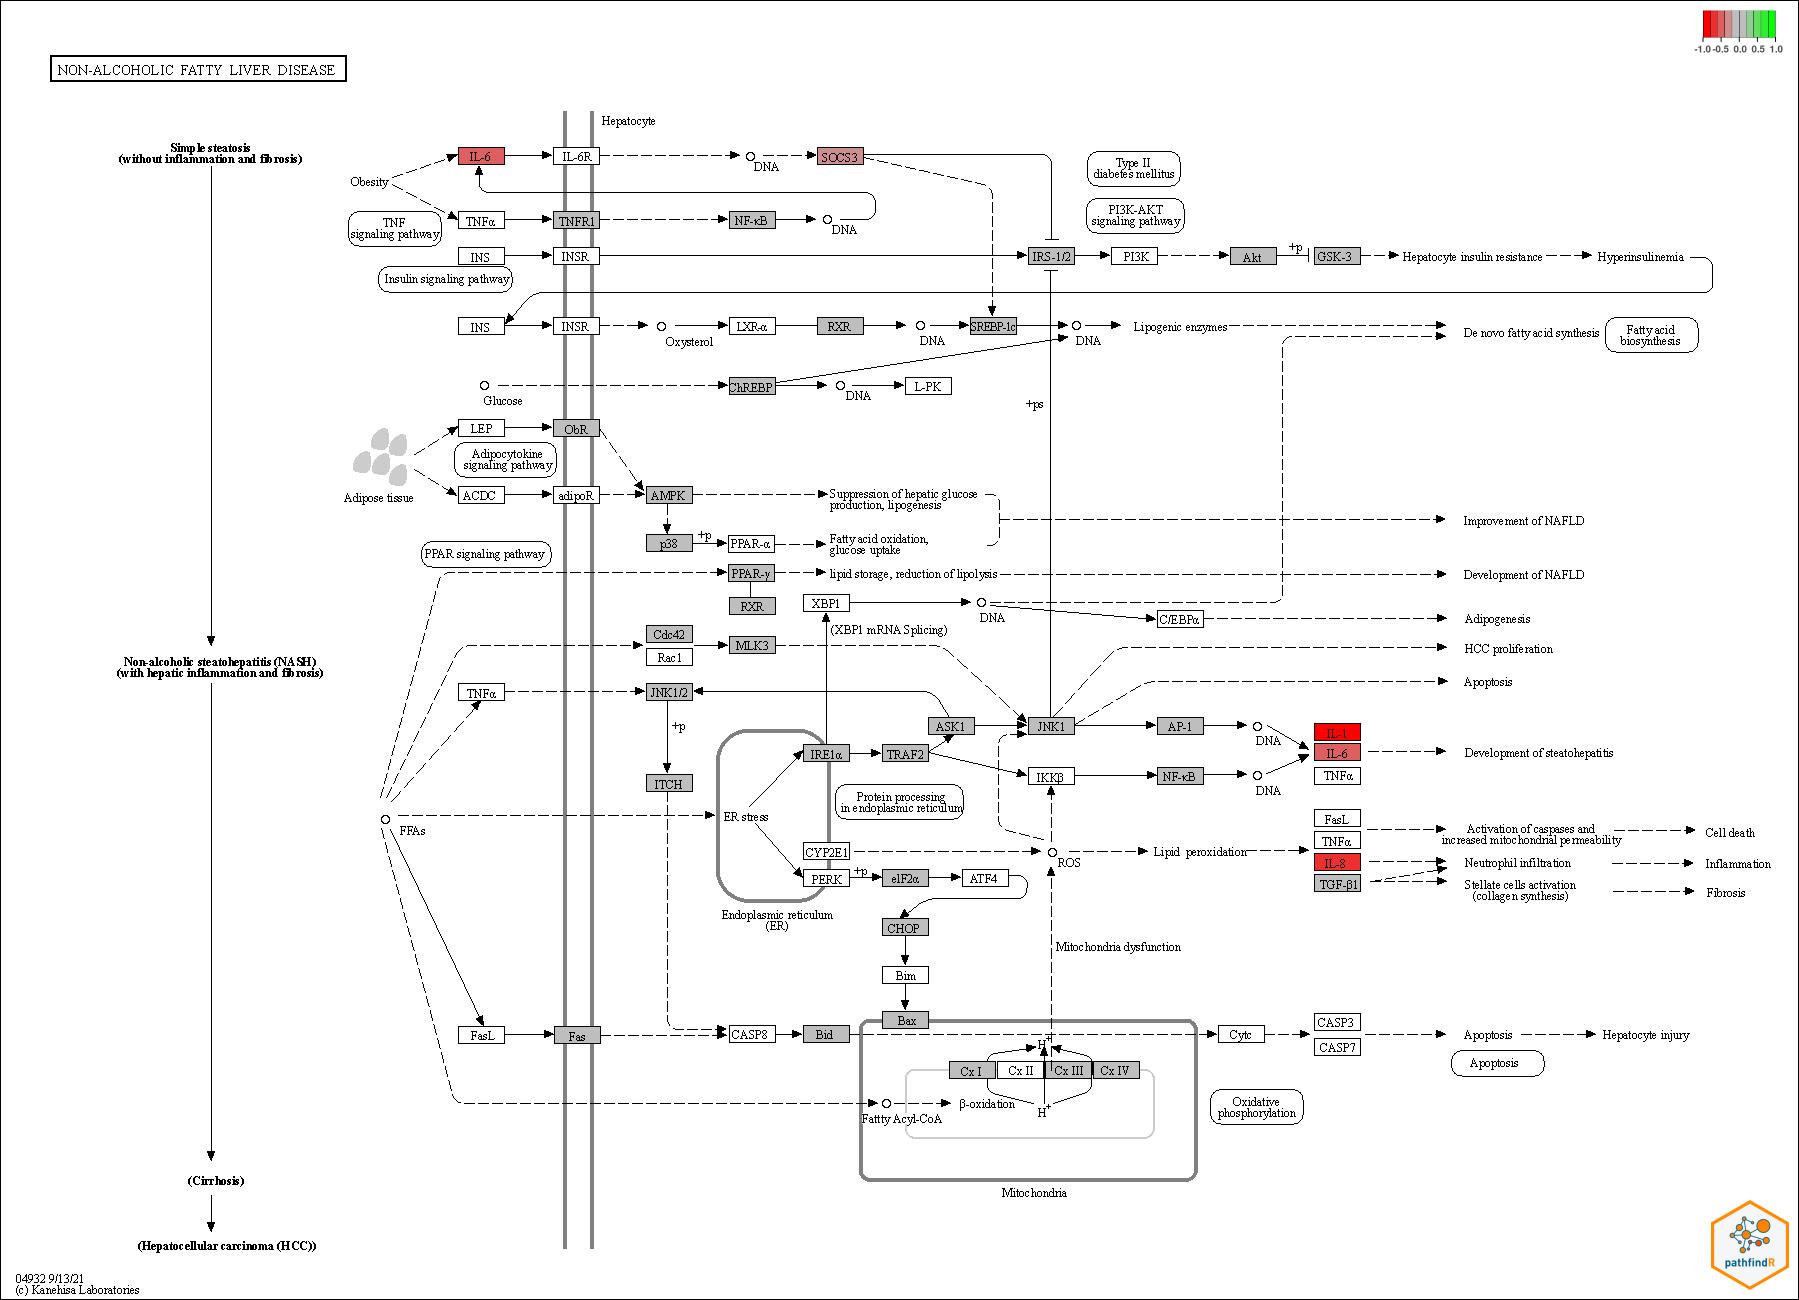 -1.0 -0.5 0.0 0.5 1.0
NON-ALCOHOLIC FATTY LIVER DISEASE
Hepatocyte
Simple steatosis
(without inflammation and fibrosis)
Obesity
IL-6
IL-6R
DNA
SOCS3
Type II
diabetes mellitus
TNF
signaling pathway
TNFα
TNFR1
NF-κB
DNA
PI3K-AKT
signaling pathway
INS
INSR
IRS-1/2
PI3K
Akt
+p
GSK-3
Hepatocyte insulin resistance
Hyperinsulinemia
Insulin signaling pathway
INS
INSR
Oxysterol
LXR-α
RXR
DNA
SREBP-1c
DNA
Lipogenic enzymes
De novo fatty acid synthesis
Fatty acid
biosynthesis
Glucose
ChREBP
DNA
L-PK
+ps
LEP
ObR
Adipocytokine
signaling pathway
Adipose tissue
ACDC
adipoR
AMPK
Suppression of hepatic glucose
production, lipogenesis
Improvement of NAFLD
p38
+p
PPAR-α
Fatty acid oxidation,
glucose uptake
PPAR signaling pathway
PPAR-γ
lipid storage, reduction of lipolysis
Development of NAFLD
RXR
XBP1
DNA
(XBP1 mRNA Splicing)
C/EBPα
Adipogenesis
Cdc42
Rac1
MLK3
HCC proliferation
Non-alcoholic steatohepatitis (NASH)
(with hepatic inflammation and fibrosis)
TNFα
JNK1/2
Apoptosis
+p
ASK1
JNK1
AP-1
DNA
IL-1
IL-6
TNFα
Development of steatohepatitis
IRE1α
TRAF2
IKKβ
NF-κB
DNA
ITCH
Protein processing
in endoplasmic reticulum
ER stress
FFAs
FasL
TNFα
IL-8
TGF-β1
Activation of caspases and
increased mitochondrial permeability
Cell death
CYP2E1
ROS
Lipid peroxidation
Neutrophil infiltration
Inflammation
PERK
+p
eIF2α
ATF4
Stellate cells activation
(collagen synthesis)
Fibrosis
Endoplasmic reticulum
(ER)
CHOP
Mitochondria dysfunction
Bim
Bax
FasL
Fas
CASP8
Bid
Cytc
CASP3
CASP7
Apoptosis
Hepatocyte injury
Apoptosis
H+
Cx I
Cx II
Cx III
Cx IV
H+
β-oxidation
Fattty Acyl-CoA
Oxidative
phosphorylation
Mitochondria
(Cirrhosis)
(Hepatocellular carcinoma (HCC))
pathfindR
04932 9/13/21
(c) Kanehisa Laboratories